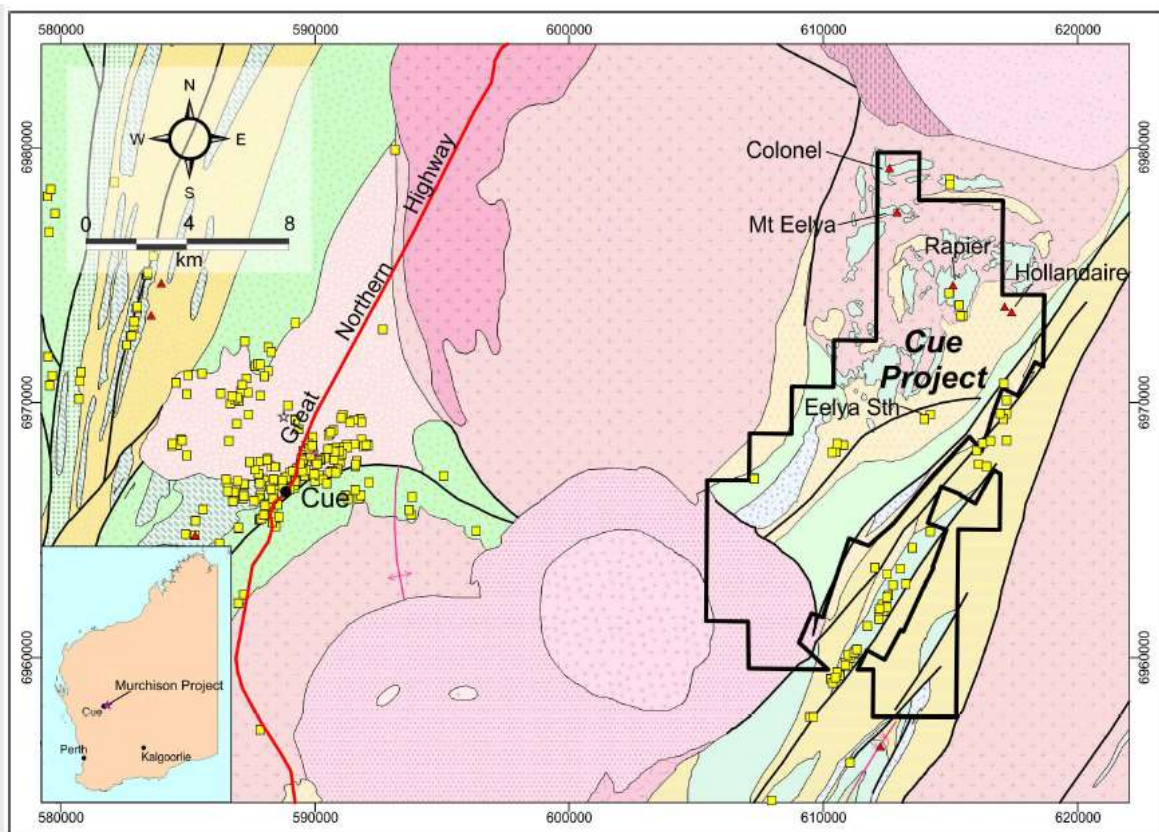 580000
590000
600000
610000
620000
N
W
E
S
0
4
8
km
6980000
6980000
Highway
Northern
Great
Colonel
Mt Eelya
Rapier
Hollandaire
Cue
Project
6970000
6970000
Eelya Sth
Cue
Murchison Project
Cue
Perth
Kalgoorlie
6960000
6960000
580000
590000
600000
610000
620000